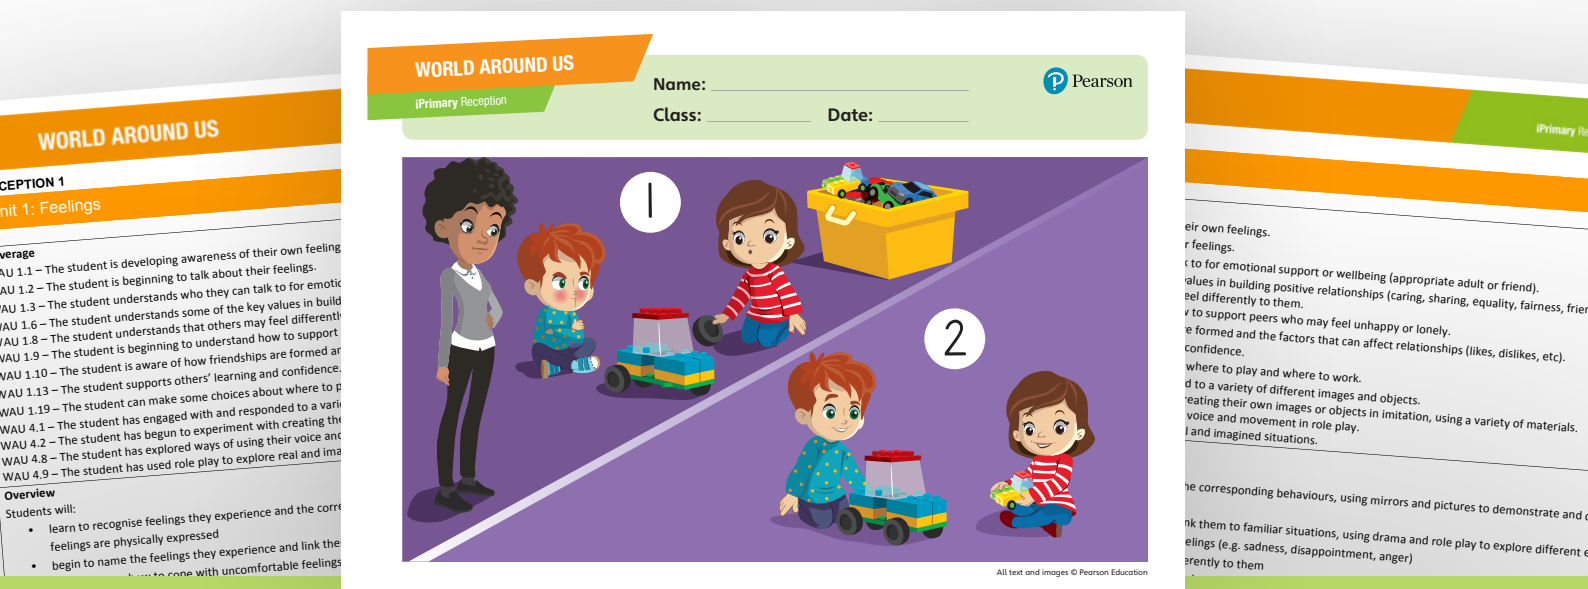 WORLD AROUND US
CEPTION 1
nit 1: Feelings
verage
AU 1.1 – The student is developing awareness of their own feeling
AU 1.2 – The student is beginning to talk about their feelings.
AU 1.3 – The student understands who they can talk to for emotio
WAU 1.6 – The student understands some of the key values in build
WAU 1.8 – The student understands that others may feel differently
WAU 1.9 – The student is beginning to understand how to support
WAU 1.10 – The student is aware of how friendships are formed an
WAU 1.13 – The student supports others’ learning and confidence.
WAU 1.19 – The student can make some choices about where to p
WAU 4.1 – The student has engaged with and responded to a vari
WAU 4.2 – The student has begun to experiment with creating the
WAU 4.8 – The student has explored ways of using their voice and
WAU 4.9 – The student has used role play to explore real and ima
Overview
Students will:
• learn to recognise feelings they experience and the corre
feelings are physically expressed
• begin to name the feelings they experience and link the
how to cope with uncomfortable feelings
WORLD AROUND US
iPrimary Reception
Name:
Class: Date:
Pearson
1
2
All text and images © Pearson Education
iPrimary Re
eir own feelings.
r feelings.
k to for emotional support or wellbeing (appropriate adult or friend).
values in building positive relationships (caring, sharing, equality, fairness, frien
eel differently to them.
w to support peers who may feel unhappy or lonely.
e formed and the factors that can affect relationships (likes, dislikes, etc).
confidence.
where to play and where to work.
d to a variety of different images and objects.
reating their own images or objects in imitation, using a variety of materials.
voice and movement in role play.
l and imagined situations.
he corresponding behaviours, using mirrors and pictures to demonstrate and d
nk them to familiar situations, using drama and role play to explore different e
elings (e.g. sadness, disappointment, anger)
erently to them